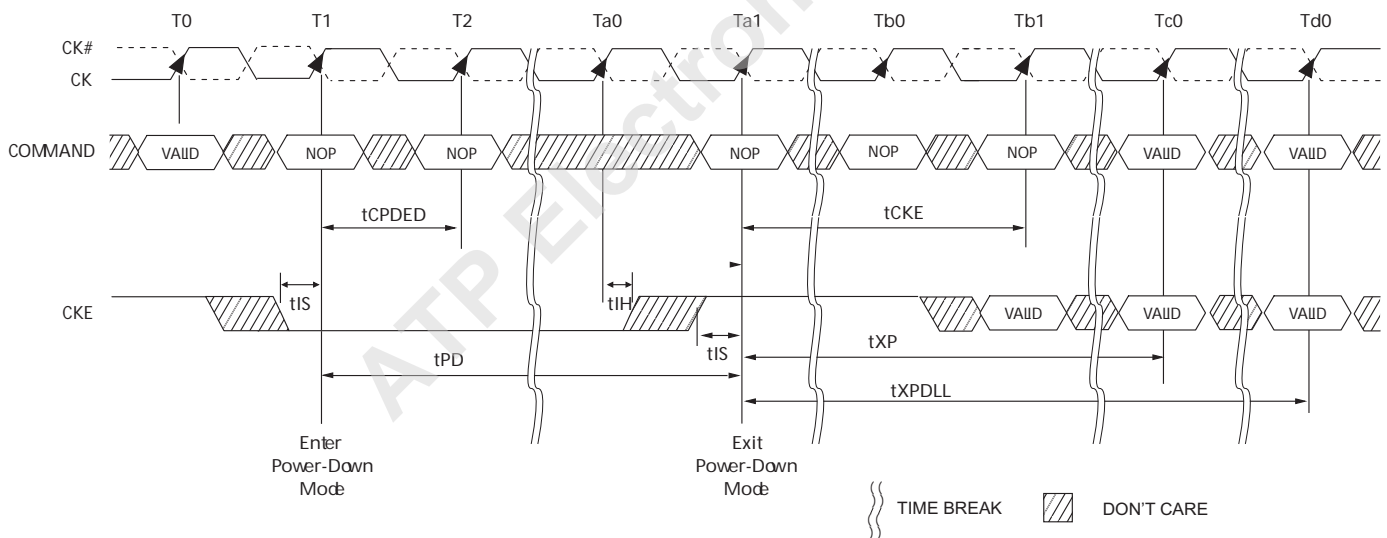 T0 T1 T2 Ta0 Ta1 Tb0 Tb1 Tc0 Td0
CK#
CK
COMMAND VALID NOP NOP NOP NOP NOP VALID VALID
tCPDED tCKE
tIS tIH
CKE VALID VALID VALID
tIS
tPD tXP
tXPDLL
Enter
Power-Down
Mode
Exit
Power-Down
Mode
TIME BREAK DON'T CARE
ATP Electron